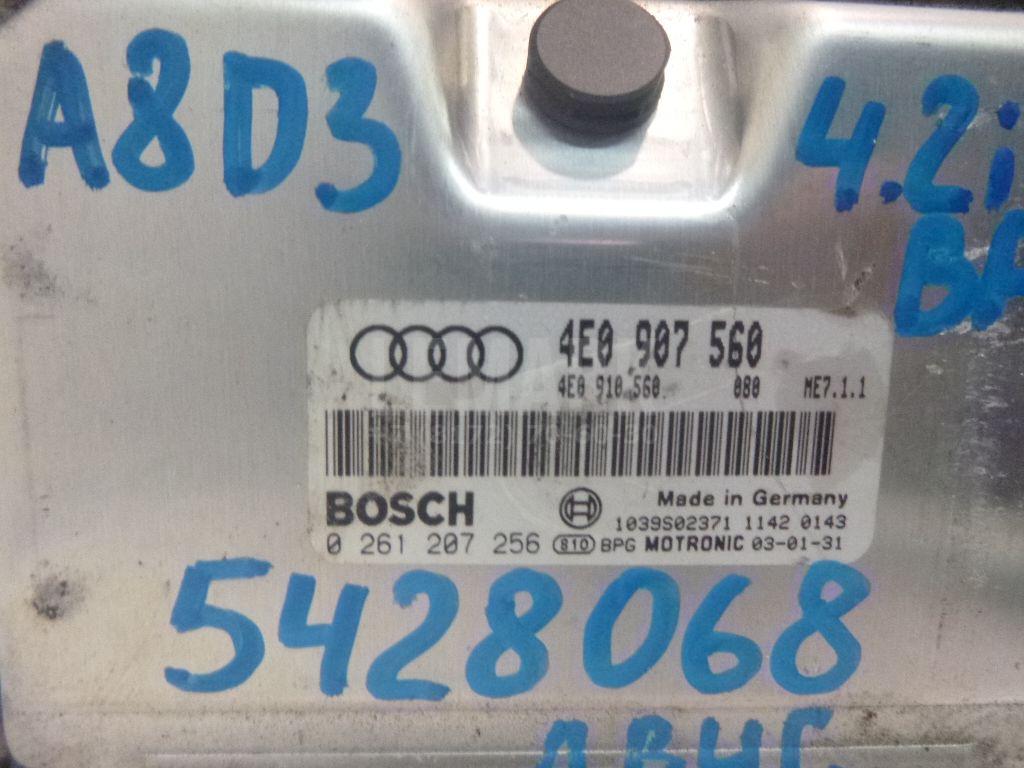 A8D3 4.2i
4E0 907 560
4E0 910 560 080 ME7.1.1
BOSCH Made in Germany
1039S02371 1142 0143
0 261 207 256 810 BPG MOTRONIC 03-01-31
5428068